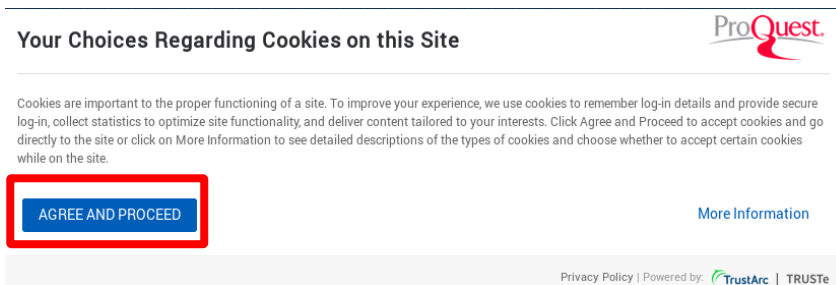 Your Choices Regarding Cookies on this Site
ProQuest.
Cookies are important to the proper functioning of a site. To improve your experience, we use cookies to remember log-in details and provide secure
log-in, collect statistics to optimize site functionality, and deliver content tailored to your interests. Click Agree and Proceed to accept cookies and go
directly to the site or click on More Information to see detailed descriptions of the types of cookies and choose whether to accept certain cookies
while on the site.
AGREE AND PROCEED
More Information
Privacy Policy | Powered by: TrustArc | TRUSTe